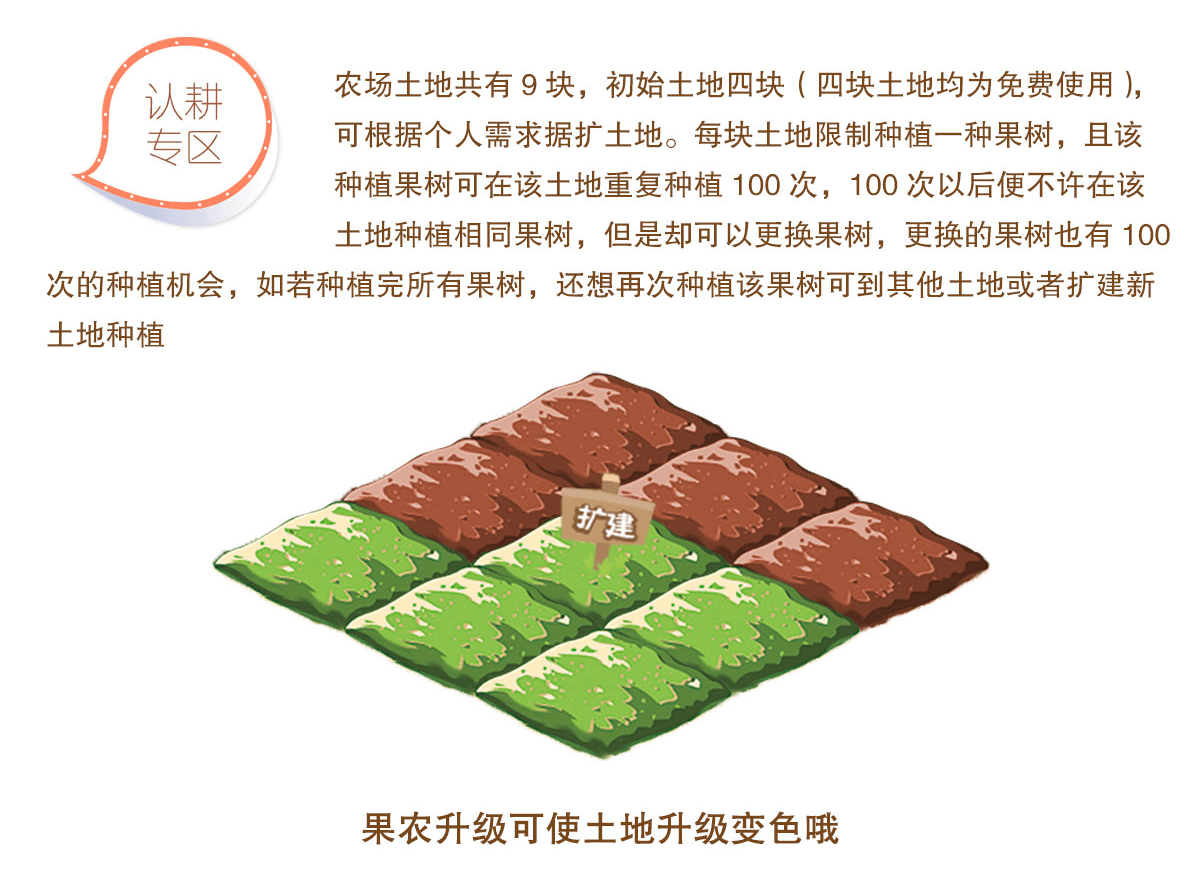 认耕
专区
农场土地共有 9 块，初始土地四块（四块土地均为免费使用），
可根据个人需求据扩土地。每块土地限制种植一种果树，且该
种植果树可在该土地重复种植 100 次，100 次以后便不许在该
土地种植相同果树，但是却可以更换果树，更换的果树也有 100
次的种植机会，如若种植完所有果树，还想再次种植该果树可到其他土地或者扩建新
土地种植
扩建
果农升级可使土地升级变色哦